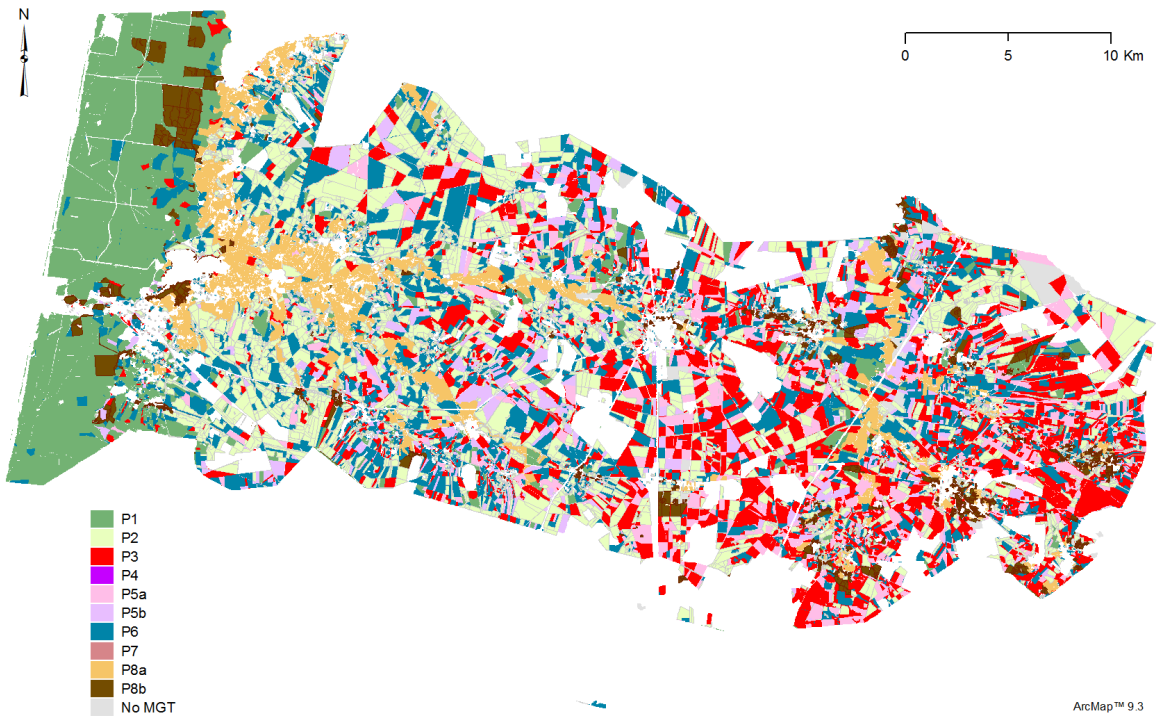 N
0 5 10 Km
P1
P2
P3
P4
P5a
P5b
P6
P7
P8a
P8b
No MGT
ArcMap™ 9.3